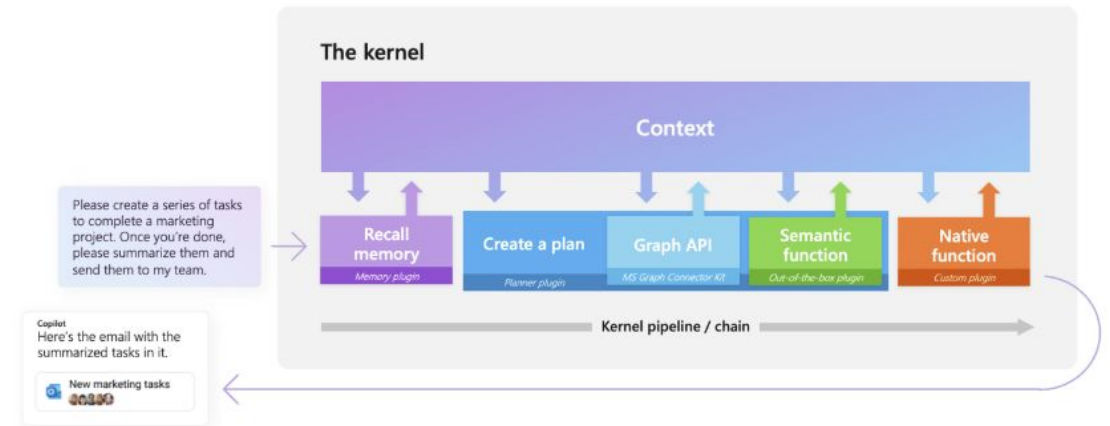 The kernel
Context
Please create a series of tasks
to complete a marketing
project. Once you're done,
please summarize them and
send them to my team.
Recall
memory
Memory plugin
Create a plan
Planner plugin
Graph API
MS Graph Connector Kit
Semantic
function
Out-of-the-box plugin
Native
function
Custom plugin
Kernel pipeline / chain
Copilot
Here's the email with the
summarized tasks in it.
New marketing tasks